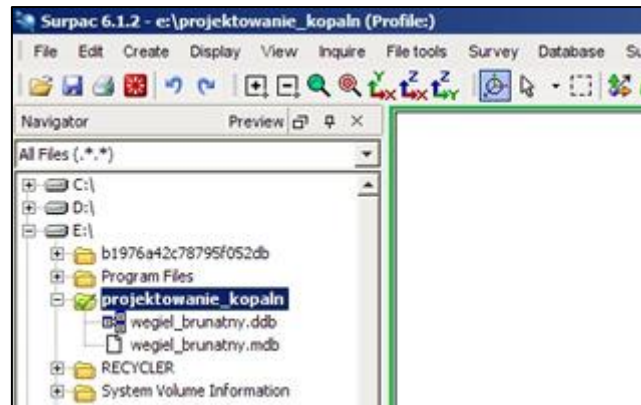 Surpac 6.1.2 - e:\projektowanie_kopaln (Profile:)
File Edit Create Display View Inquire File tools Survey Database Su
Y X Z X Z Y
Navigator Preview
All Files (.*.*)
C:\
D:\
E:\
b1976a42c78795f052db
Program Files
projektowanie_kopaln
wegiel_brunatny.ddb
wegiel_brunatny.mdb
RECYCLER
System Volume Information